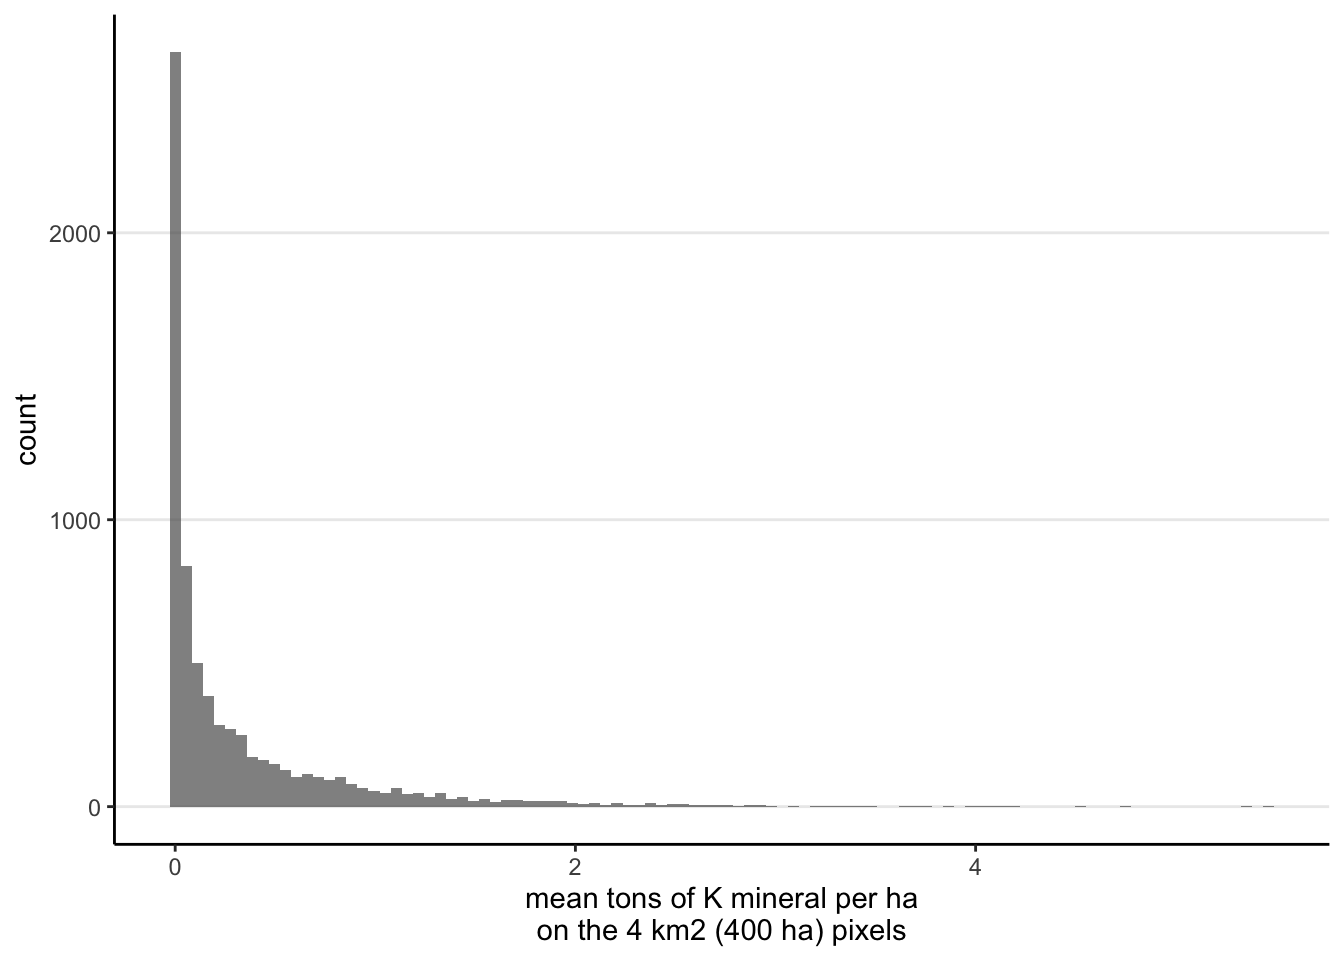 count
2000
1000
0
0 2 4
mean tons of K mineral per ha
on the 4 km2 (400 ha) pixels